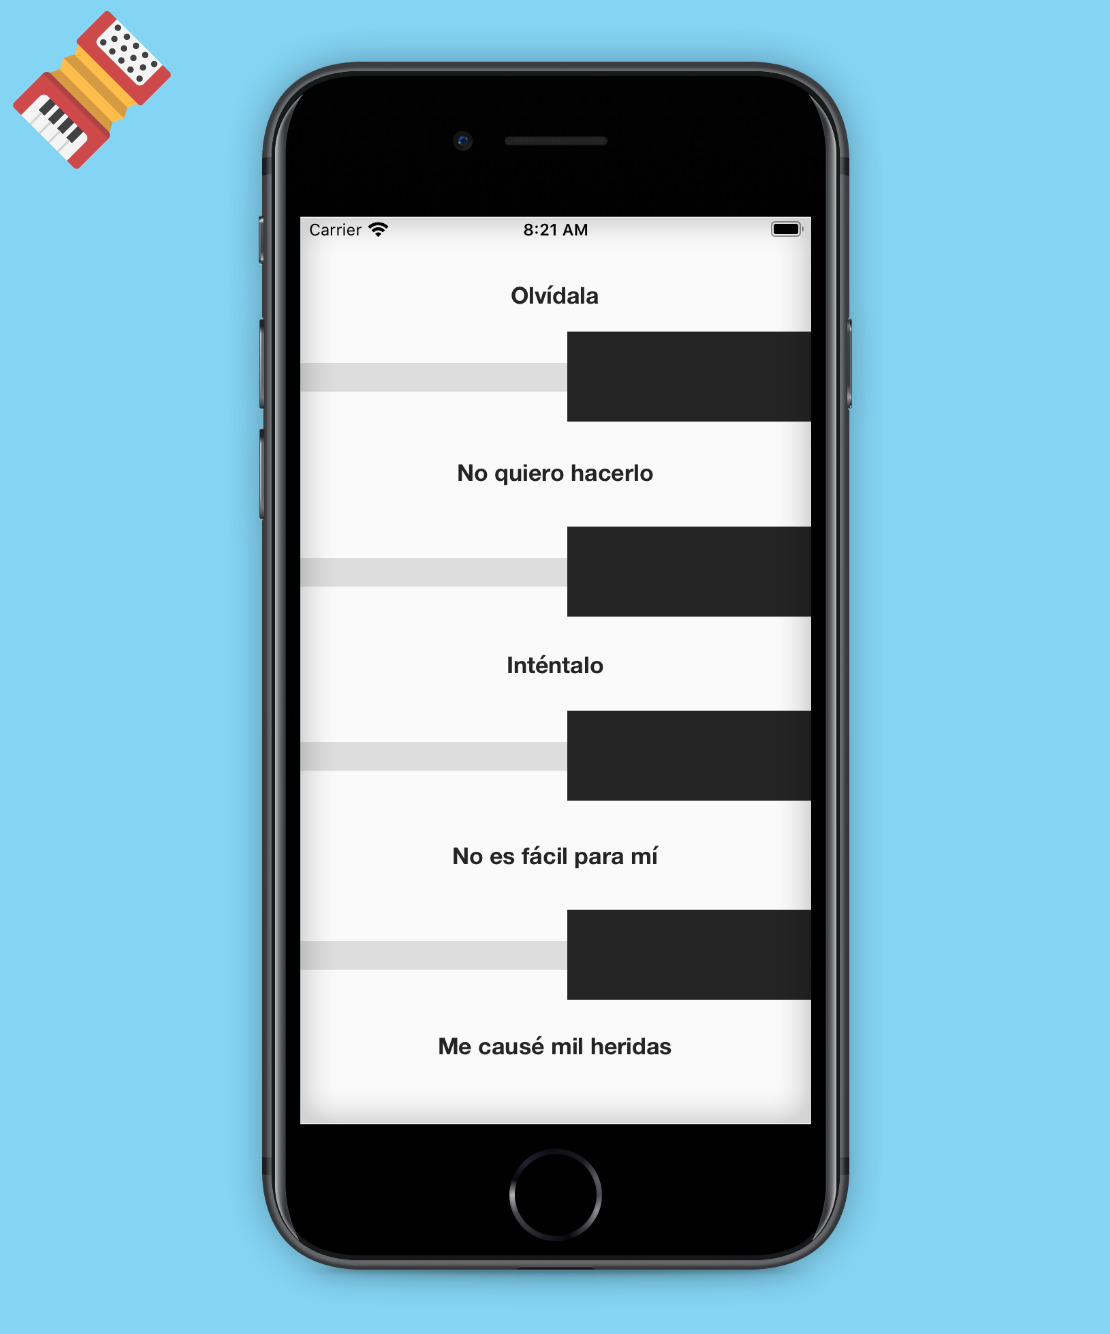 Carrier 8:21 AM
Olvídala
No quiero hacerlo
Inténtalo
No es fácil para mí
Me causé mil heridas